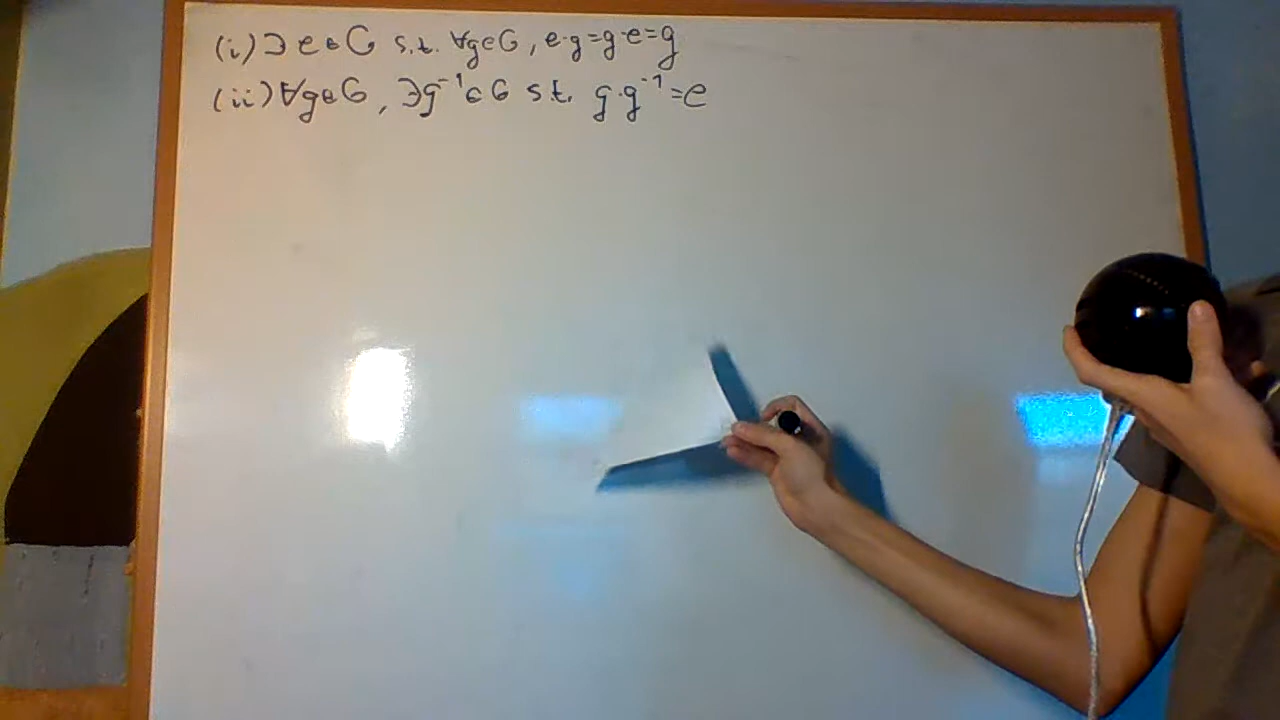 (i) ∃ e ∈ G s.t. ∀g∈G, e·g=g·e=g
(ii) ∀g∈G, ∃g⁻¹∈G s.t. g·g⁻¹=e